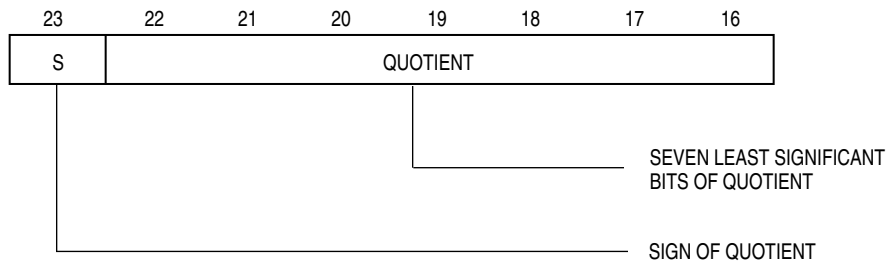 23 22 21 20 19 18 17 16
S QUOTIENT
SEVEN LEAST SIGNIFICANT
BITS OF QUOTIENT
SIGN OF QUOTIENT